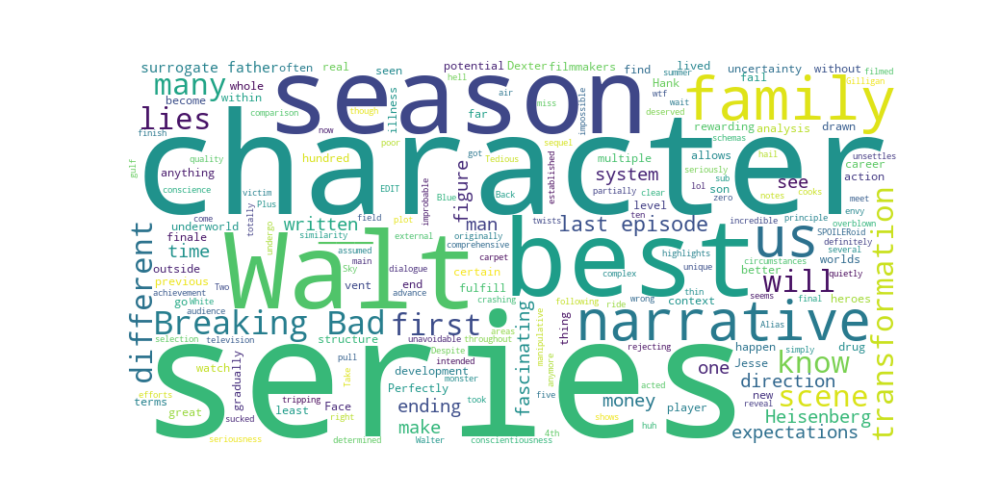 surrogate father often real seen potential Dexter filmmakers find lived summer uncertainty without
many whole within hell air miss far impossible Hank wtf wait deserved fail filmed Gilligan
season family
lies become comparison though illness rewarding analysis drawn
finish now sequel schemas
character
quality poor got Tedious multiple seriously hail unsettles
gulf anything hundred figure established system allows see career
conscience victim EDIT improbable Blue Back partially clear lol level son sub zero notes cooks action meet envy
Plus
come totally field plot man twists ten incredible principle overblown
underworld written last episode us SPOILERoid
different finale similarity external originally highlights definitely
time undergo assumed comprehensive complex unique worlds several
Walt best
outside main dialogue carpet thin better circumstances quietly
previous Sky vent end certain fulfill will transformation
achievement Two go White advance crashing seems final heroes context
audience
Breaking Bad first following ride wrong narrative
selection television structure unavoidable throughout areas manipulative rejecting Alias
series
gradually watch pull Despite fascinating thing happen simply drug
efforts Take intended development anymore one Jesse know
terms tripping monster Perfectly took five direction new scene
sucked great least Face right ending acted money player reveal Heisenberg
seriousness determined Walter make conscientiousness 4th huh shows expectations